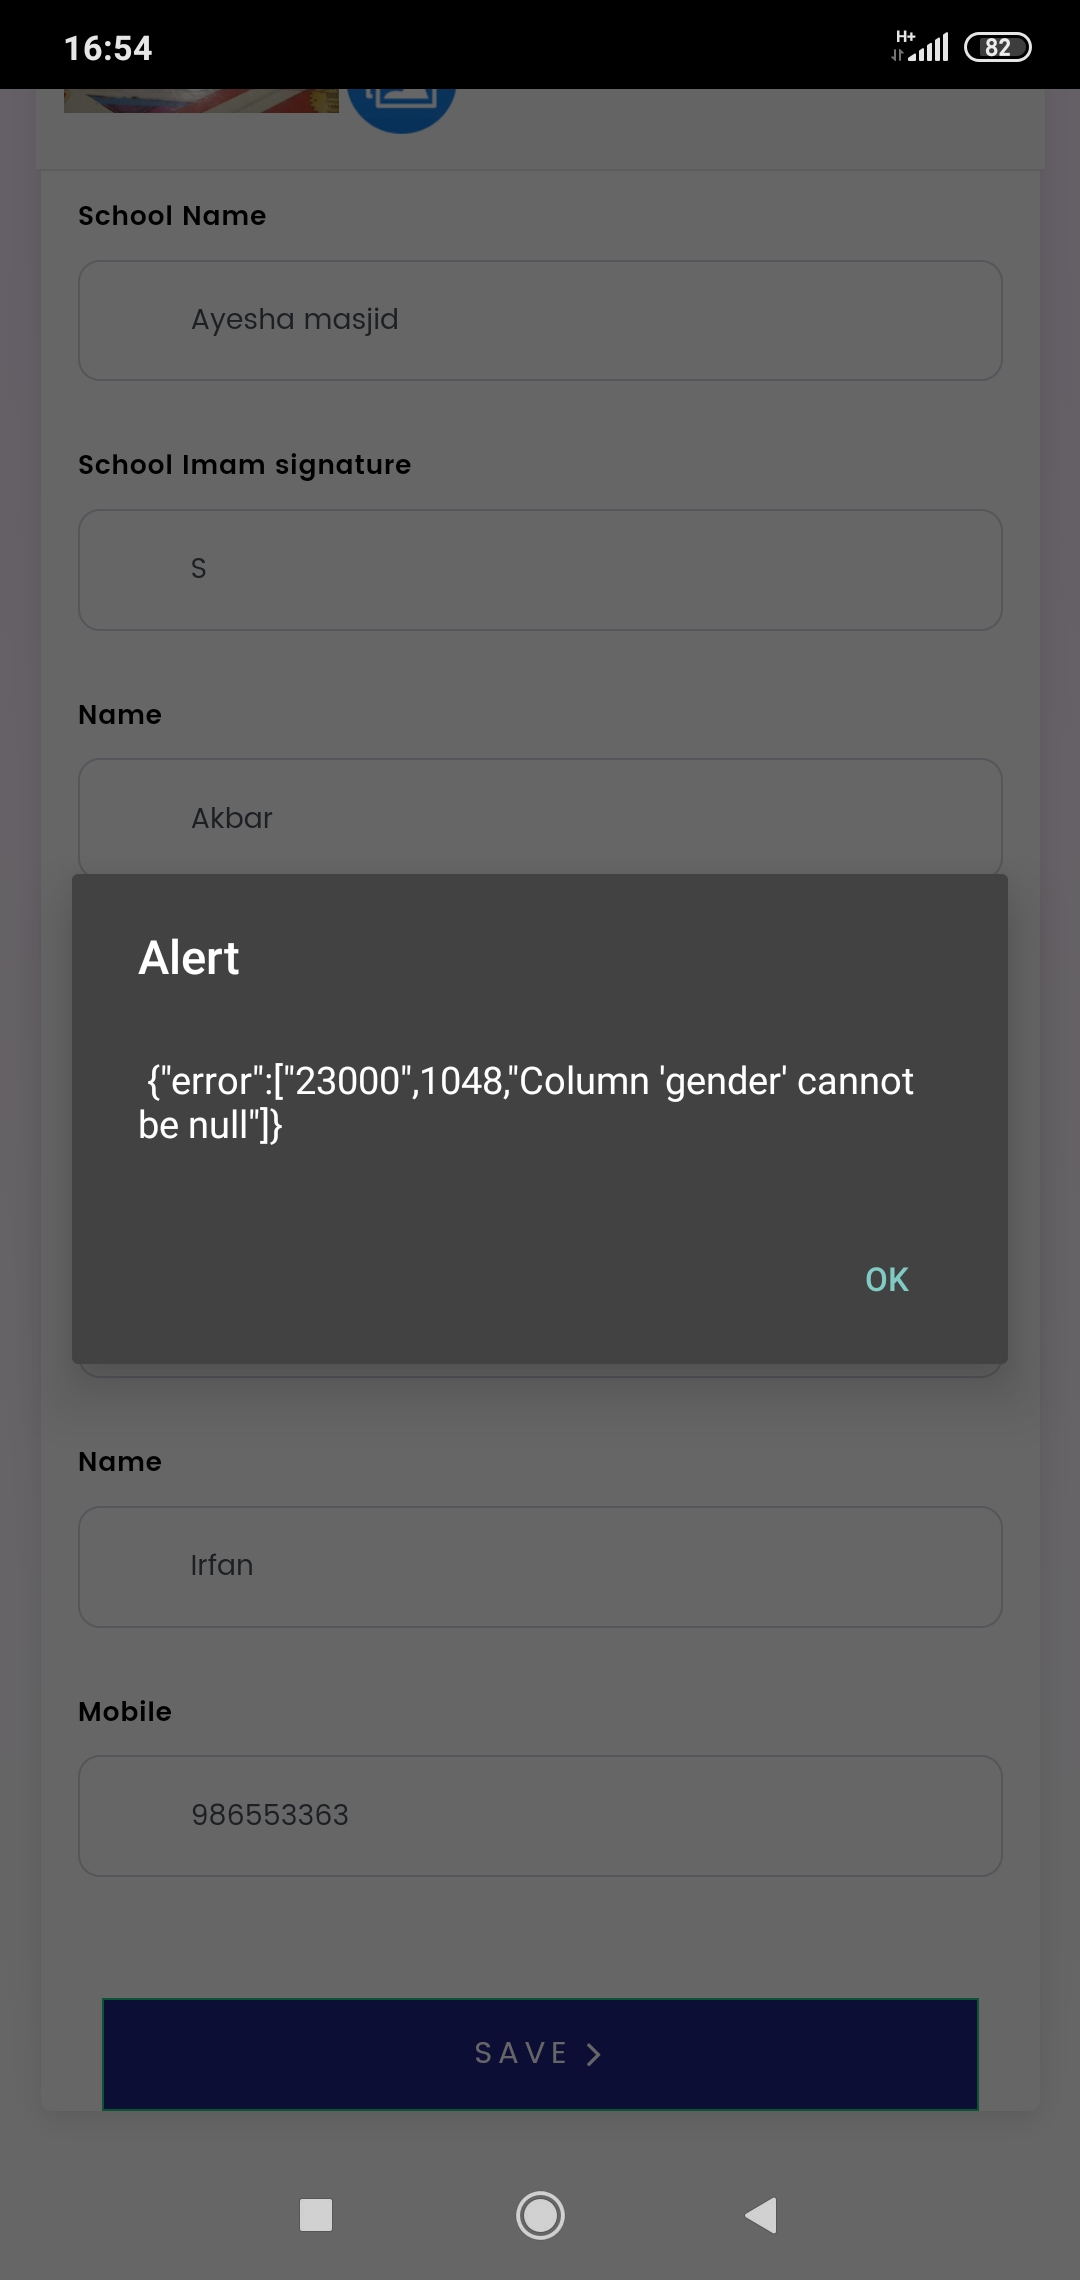 16:54
H+
82
School Name
Ayesha masjid
School Imam signature
S
Name
Akbar
Alert
{"error":["23000",1048,"Column 'gender' cannot
be null"]}
OK
Name
Irfan
Mobile
986553363
SAVE